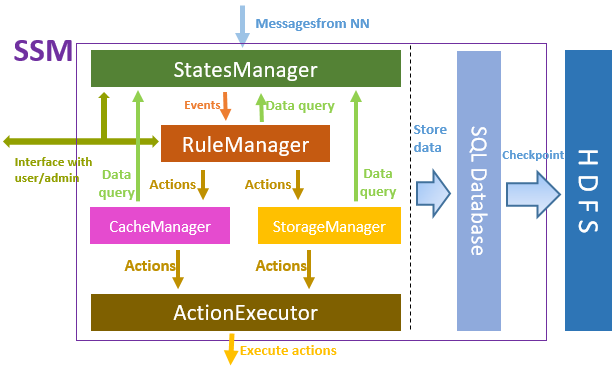 Messagesfrom NN
SSM
StatesManager
Events
Data query
RuleManager
Interface with
user/admin
Data
query
Actions
Actions
Data
query
Store
data
CacheManager
StorageManager
Actions
Actions
ActionExecutor
Execute actions
SQL Database
Checkpoint
HDFS